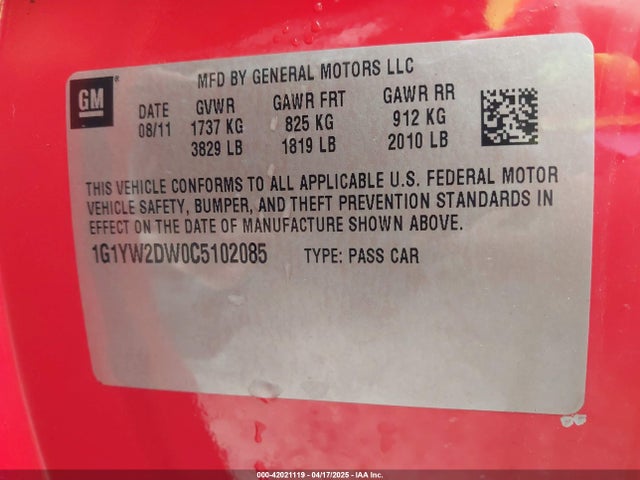 GM
MFD BY GENERAL MOTORS LLC
DATE GVWR GAWR FRT GAWR RR
08/11 1737 KG 825 KG 912 KG
3829 LB 1819 LB 2010 LB
THIS VEHICLE CONFORMS TO ALL APPLICABLE U.S. FEDERAL MOTOR
VEHICLE SAFETY, BUMPER, AND THEFT PREVENTION STANDARDS IN
EFFECT ON THE DATE OF MANUFACTURE SHOWN ABOVE.
1G1YW2DW0C5102085 TYPE: PASS CAR
000-42021119 - 04/17/2025 - IAA Inc.